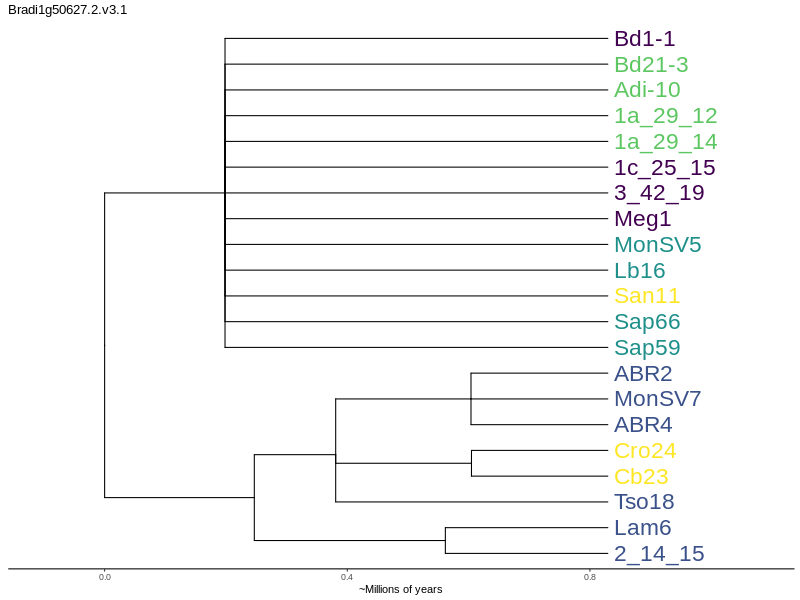 Bradi1g50627.2.v3.1
Bd1-1
Bd21-3
Adi-10
1a_29_12
1a_29_14
1c_25_15
3_42_19
Meg1
MonSV5
Lb16
San11
Sap66
Sap59
ABR2
MonSV7
ABR4
Cro24
Cb23
Tso18
Lam6
2_14_15
0.0 0.4 0.8
~Millions of years